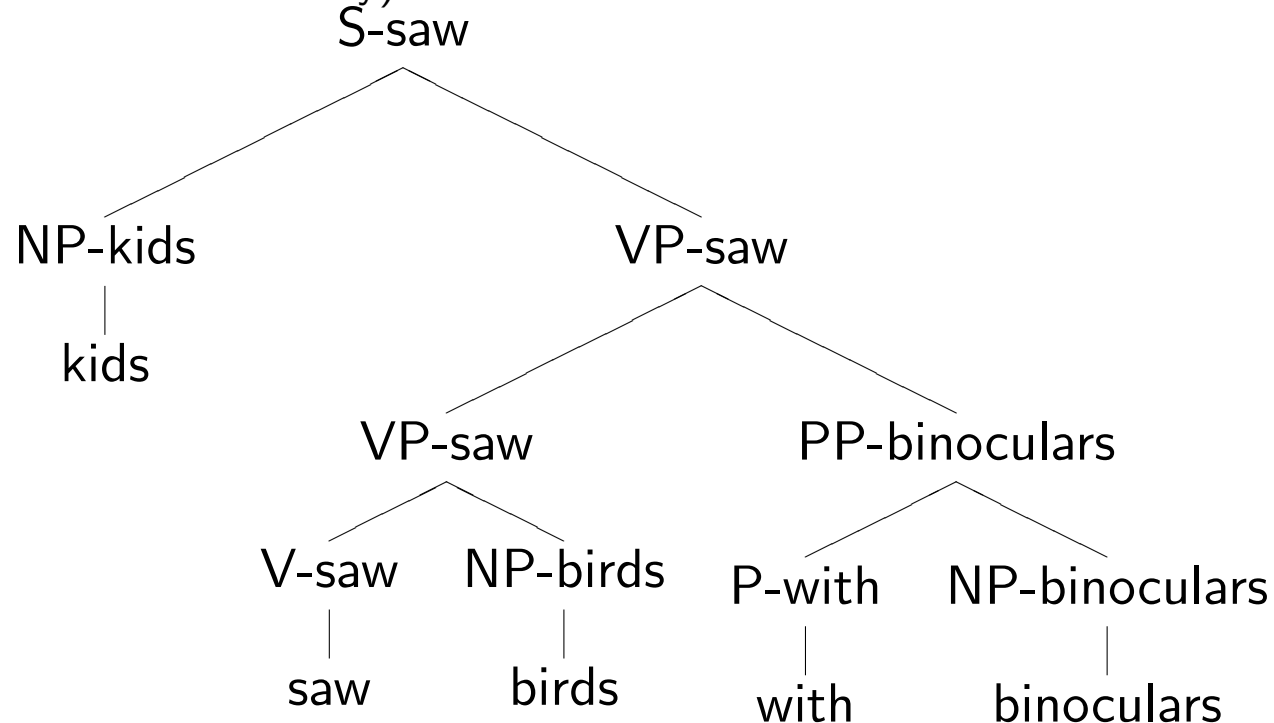 S-saw
NP-kids VP-saw
kids
VP-saw PP-binoculars
V-saw NP-birds P-with NP-binoculars
saw birds with binoculars